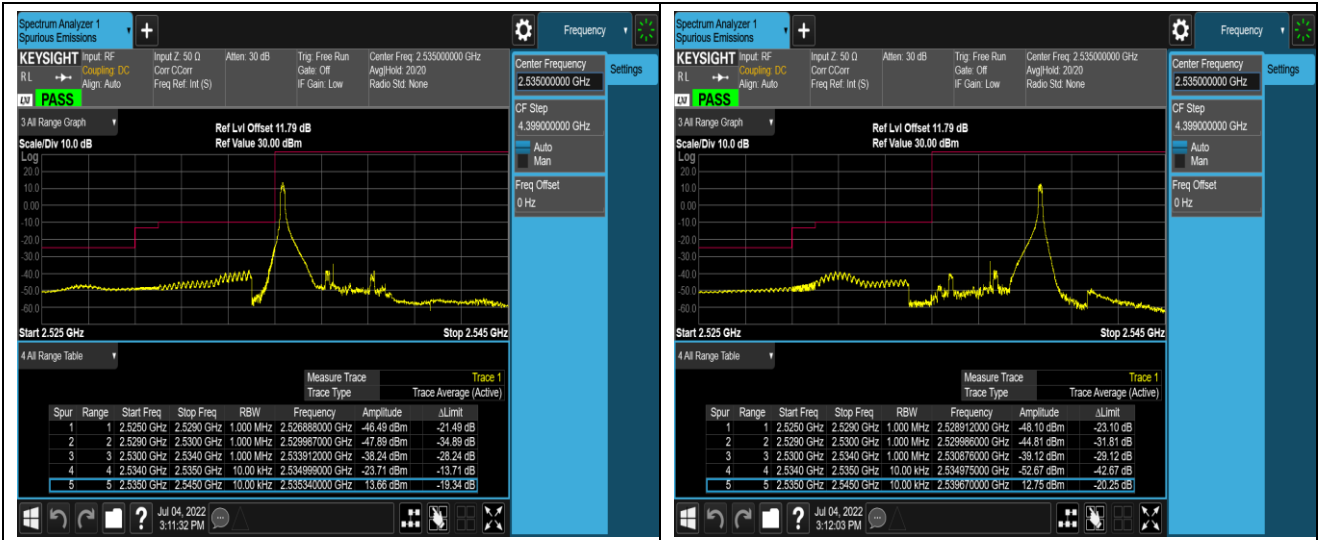 Spectrum Analyzer 1
Spurious Emissions
Frequency
KEYSIGHT Input: RF Input Z: 50 Ω Atten: 30 dB Trig: Free Run Center Freq: 2.535000000 GHz
R L Coupling: DC Corr CCorr Gate: Off Avg|Hold: 20/20
Align: Auto Freq Ref: Int (S) IF Gain: Low Radio Std: None
LXI PASS
Center Frequency
2.535000000 GHz
Settings
CF Step
4.399000000 GHz
Auto
Man
Freq Offset
0 Hz
3 All Range Graph
Ref Lvl Offset 11.79 dB
Scale/Div 10.0 dB Ref Value 30.00 dBm
Log
20.0
10.0
0.00
-10.0
-20.0
-30.0
-40.0
-50.0
-60.0
Start 2.525 GHz Stop 2.545 GHz
4 All Range Table
Measure Trace Trace 1
Trace Type Trace Average (Active)
Spur Range Start Freq Stop Freq RBW Frequency Amplitude ΔLimit
1 1 2.5250 GHz 2.5290 GHz 1.000 MHz 2.526888000 GHz -46.49 dBm -21.49 dB
2 2 2.5290 GHz 2.5300 GHz 1.000 MHz 2.529987000 GHz -47.89 dBm -34.89 dB
3 3 2.5300 GHz 2.5340 GHz 1.000 MHz 2.533912000 GHz -38.24 dBm -28.24 dB
4 4 2.5340 GHz 2.5350 GHz 10.00 kHz 2.534999000 GHz -23.71 dBm -13.71 dB
5 5 2.5350 GHz 2.5450 GHz 10.00 kHz 2.535340000 GHz 13.66 dBm -19.34 dB
Jul 04, 2022
3:11:32 PM
Spectrum Analyzer 1
Spurious Emissions
Frequency
KEYSIGHT Input: RF Input Z: 50 Ω Atten: 30 dB Trig: Free Run Center Freq: 2.535000000 GHz
R L Coupling: DC Corr CCorr Gate: Off Avg|Hold: 20/20
Align: Auto Freq Ref: Int (S) IF Gain: Low Radio Std: None
LXI PASS
Center Frequency
2.535000000 GHz
Settings
CF Step
4.399000000 GHz
Auto
Man
Freq Offset
0 Hz
3 All Range Graph
Ref Lvl Offset 11.79 dB
Scale/Div 10.0 dB Ref Value 30.00 dBm
Log
20.0
10.0
0.00
-10.0
-20.0
-30.0
-40.0
-50.0
-60.0
Start 2.525 GHz Stop 2.545 GHz
4 All Range Table
Measure Trace Trace 1
Trace Type Trace Average (Active)
Spur Range Start Freq Stop Freq RBW Frequency Amplitude ΔLimit
1 1 2.5250 GHz 2.5290 GHz 1.000 MHz 2.528912000 GHz -48.10 dBm -23.10 dB
2 2 2.5290 GHz 2.5300 GHz 1.000 MHz 2.529986000 GHz -44.81 dBm -31.81 dB
3 3 2.5300 GHz 2.5340 GHz 1.000 MHz 2.530876000 GHz -39.12 dBm -29.12 dB
4 4 2.5340 GHz 2.5350 GHz 10.00 kHz 2.534975000 GHz -52.67 dBm -42.67 dB
5 5 2.5350 GHz 2.5450 GHz 10.00 kHz 2.539670000 GHz 12.75 dBm -20.25 dB
Jul 04, 2022
3:12:03 PM